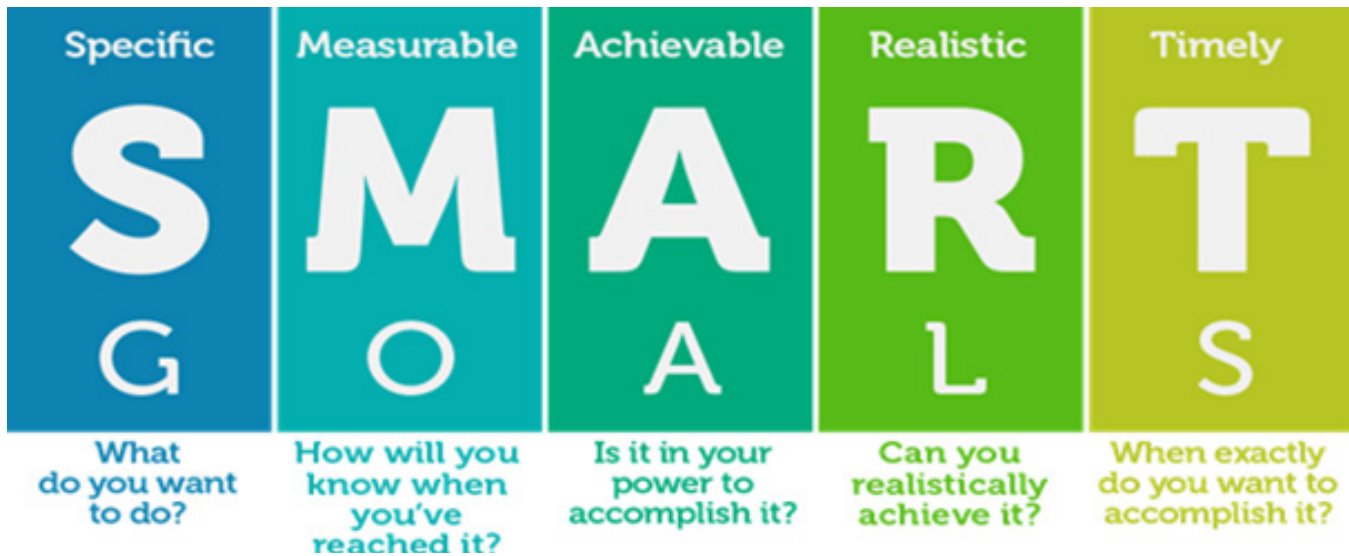 Specific
Measurable
Achievable
Realistic
Timely
S
M
A
R
T
G
O
A
L
S
What
do you want
to do?
How will you
know when
you've
reached it?
Is it in your
power to
accomplish it?
Can you
realistically
achieve it?
When exactly
do you want to
accomplish it?